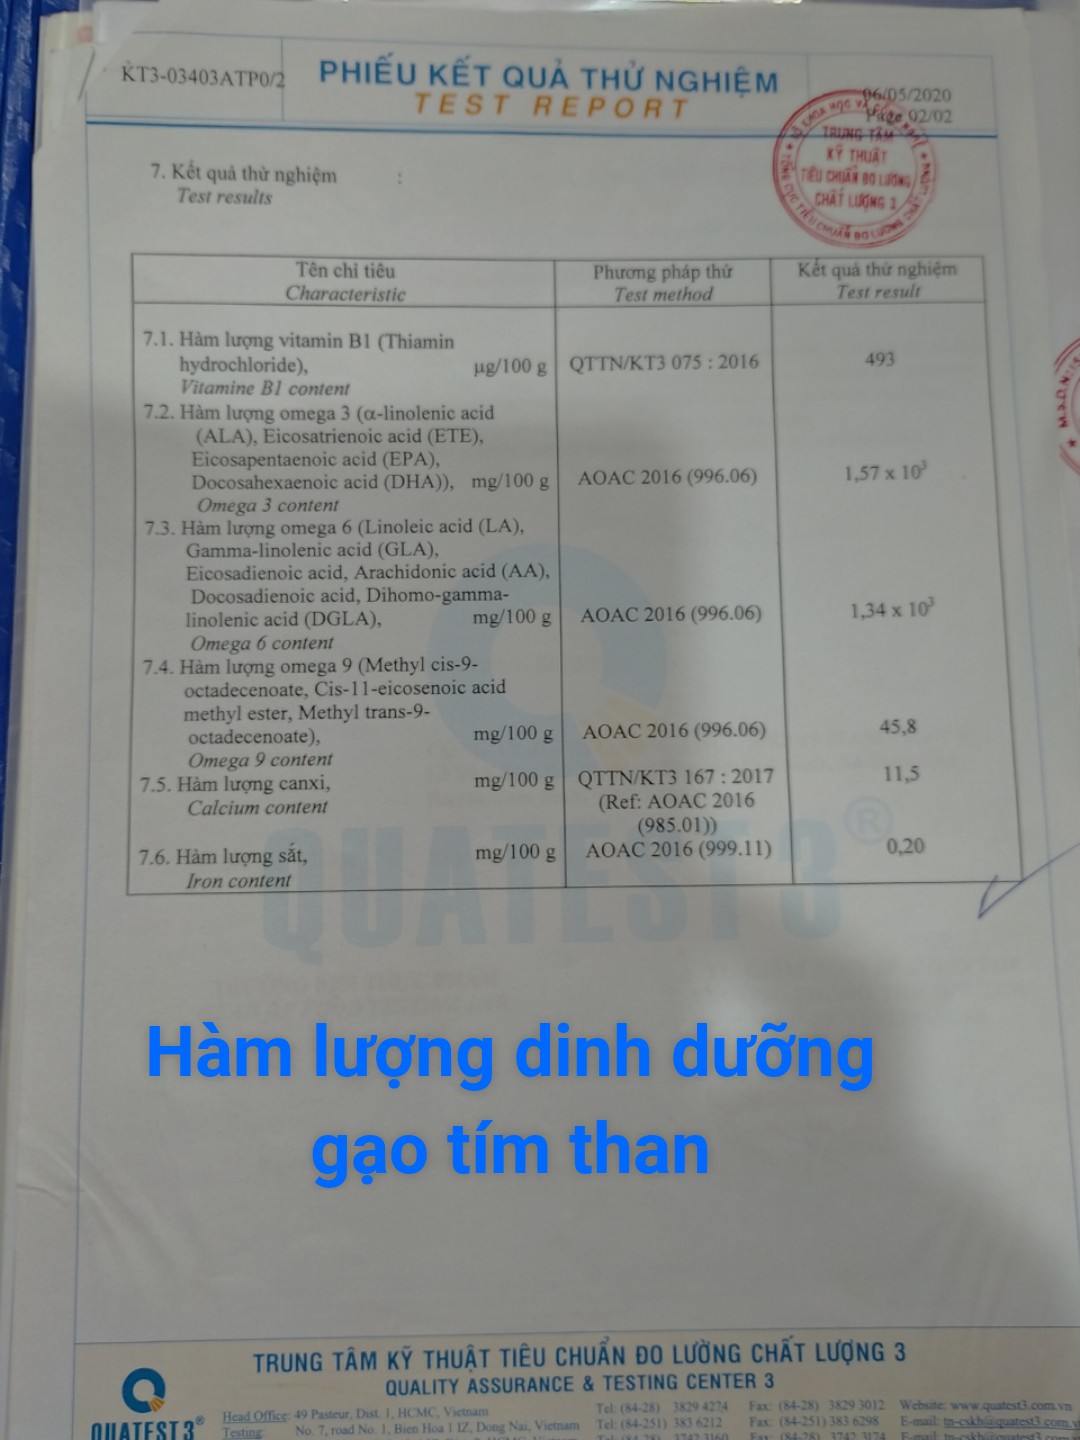 KT3-03403ATP0/2
PHIẾU KẾT QUẢ THỬ NGHIỆM
TEST REPORT
06/05/2020
Page 02/02
TRUNG TÂM
KỸ THUẬT
TIÊU CHUẨN ĐO LƯỜNG
CHẤT LƯỢNG 3
7. Kết quả thử nghiệm :
Test results
Tên chỉ tiêu
Characteristic
Phương pháp thử
Test method
Kết quả thử nghiệm
Test result
7.1. Hàm lượng vitamin B1 (Thiamin
hydrochloride), µg/100 g QTTN/KT3 075 : 2016 493
Vitamine B1 content
7.2. Hàm lượng omega 3 (α-linolenic acid
(ALA), Eicosatrienoic acid (ETE),
Eicosapentaenoic acid (EPA),
Docosahexaenoic acid (DHA)), mg/100 g AOAC 2016 (996.06) 1,57 x 10³
Omega 3 content
7.3. Hàm lượng omega 6 (Linoleic acid (LA),
Gamma-linolenic acid (GLA),
Eicosadienoic acid, Arachidonic acid (AA),
Docosadienoic acid, Dihomo-gamma-
linolenic acid (DGLA), mg/100 g AOAC 2016 (996.06) 1,34 x 10³
Omega 6 content
7.4. Hàm lượng omega 9 (Methyl cis-9-
octadecenoate, Cis-11-eicosenoic acid
methyl ester, Methyl trans-9-
octadecenoate), mg/100 g AOAC 2016 (996.06) 45,8
Omega 9 content
7.5. Hàm lượng canxi, mg/100 g QTTN/KT3 167 : 2017 11,5
Calcium content (Ref: AOAC 2016
(985.01))
7.6. Hàm lượng sắt, mg/100 g AOAC 2016 (999.11) 0,20
Iron content
QUATEST 3®
Hàm lượng dinh dưỡng
gạo tím than
TRUNG TÂM KỸ THUẬT TIÊU CHUẨN ĐO LƯỜNG CHẤT LƯỢNG 3
QUALITY ASSURANCE & TESTING CENTER 3
QUATEST 3®
Head Office: 49 Pasteur, Dist. 1, HCMC, Vietnam Tel: (84-28) 3829 4274 Fax: (84-28) 3829 3012 Website: www.quatest3.com.vn
Testing: No. 7, road No. 1, Bien Hoa 1 IZ, Dong Nai, Vietnam Tel: (84-251) 383 6212 Fax: (84-251) 383 6298 E-mail: tn-cskh@quatest3.com.vn